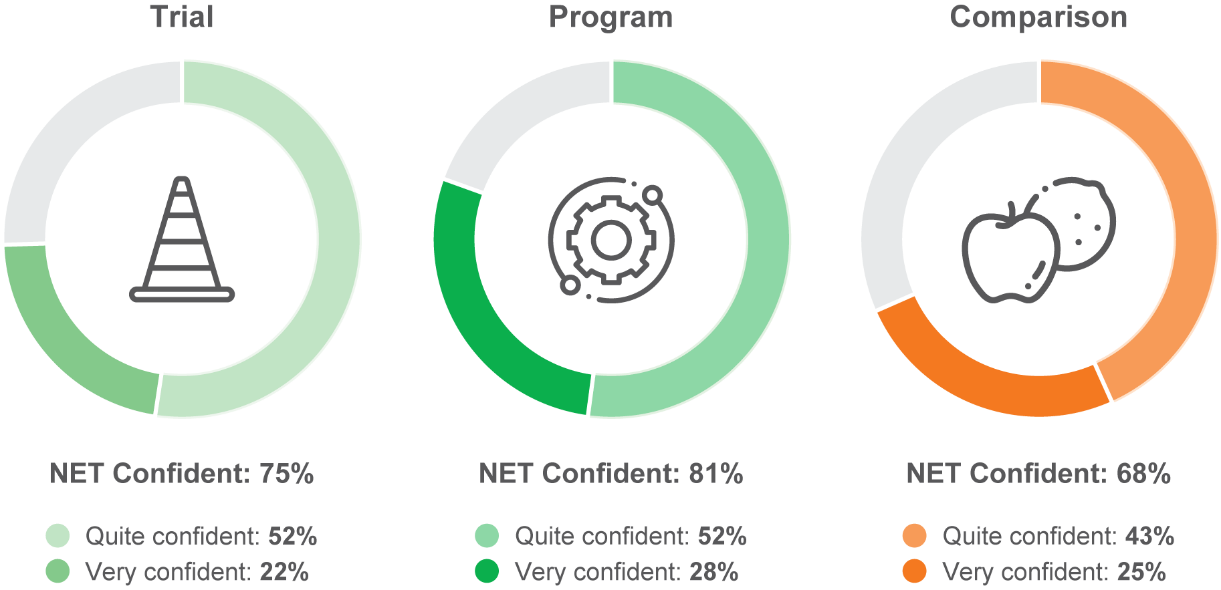 Trial
Program
Comparison
NET Confident: 75%
NET Confident: 81%
NET Confident: 68%
Quite confident: 52%
Very confident: 22%
Quite confident: 52%
Very confident: 28%
Quite confident: 43%
Very confident: 25%